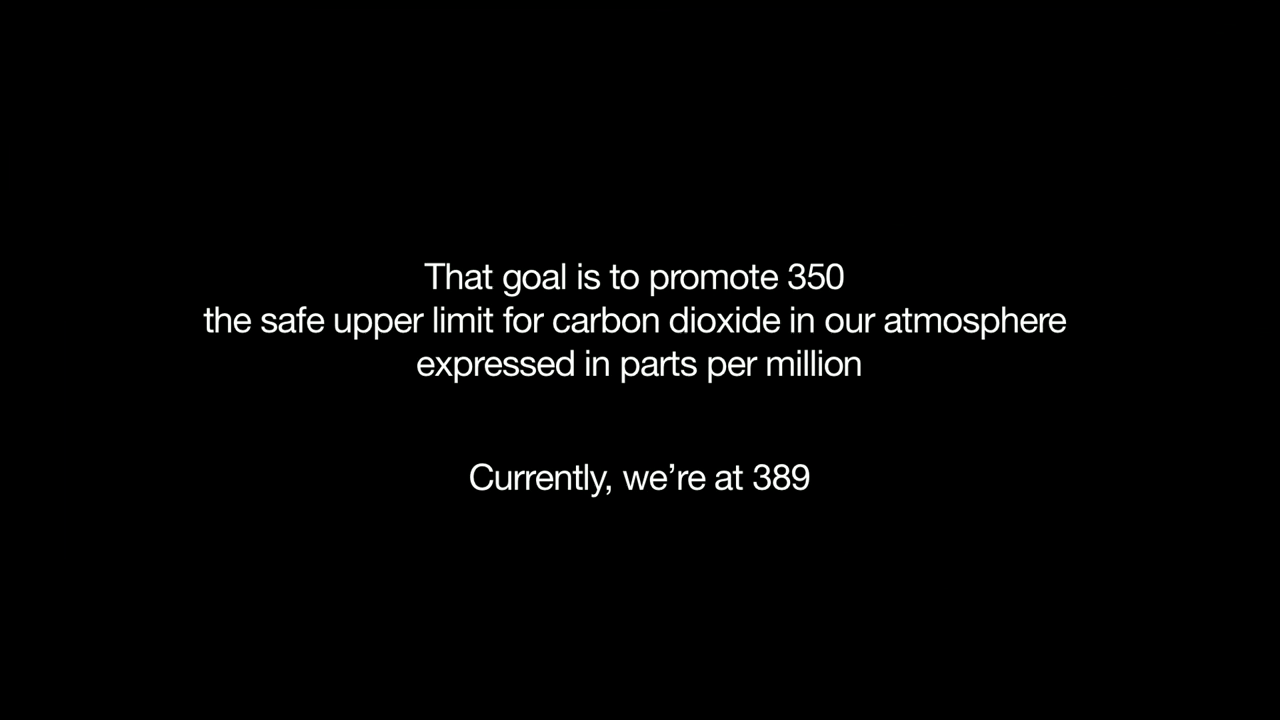 That goal is to promote 350
the safe upper limit for carbon dioxide in our atmosphere
expressed in parts per million
Currently, we’re at 389